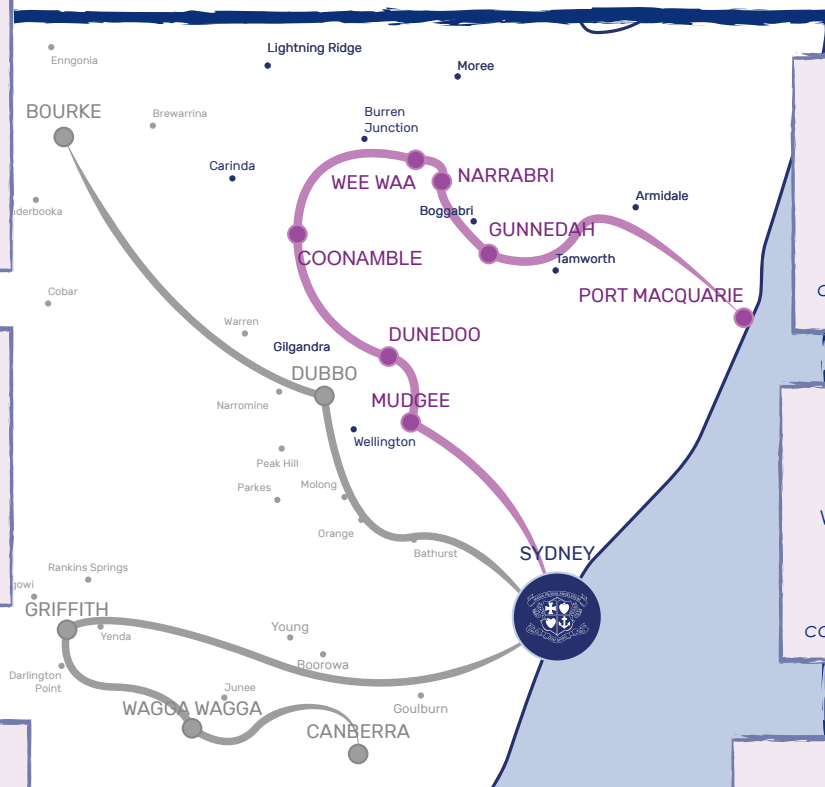 Lightning Ridge
Enngonia
Moree
BOURKE
Brewarrina
Burren
Junction
Carinda
WEE WAA
NARRABRI
Armidale
Boggabri
GUNNEDAH
COONAMBLE
Tamworth
Cobar
PORT MACQUARIE
Warren
DUNEDOO
Gilgandra
DUBBO
Narromine
MUDGEE
Wellington
Peak Hill
Parkes
Molong
Orange
Bathurst
SYDNEY
Rankins Springs
GRIFFITH
Yenda
Young
Boorowa
Darlington
Point
Junee
WAGGA WAGGA
Goulburn
CANBERRA